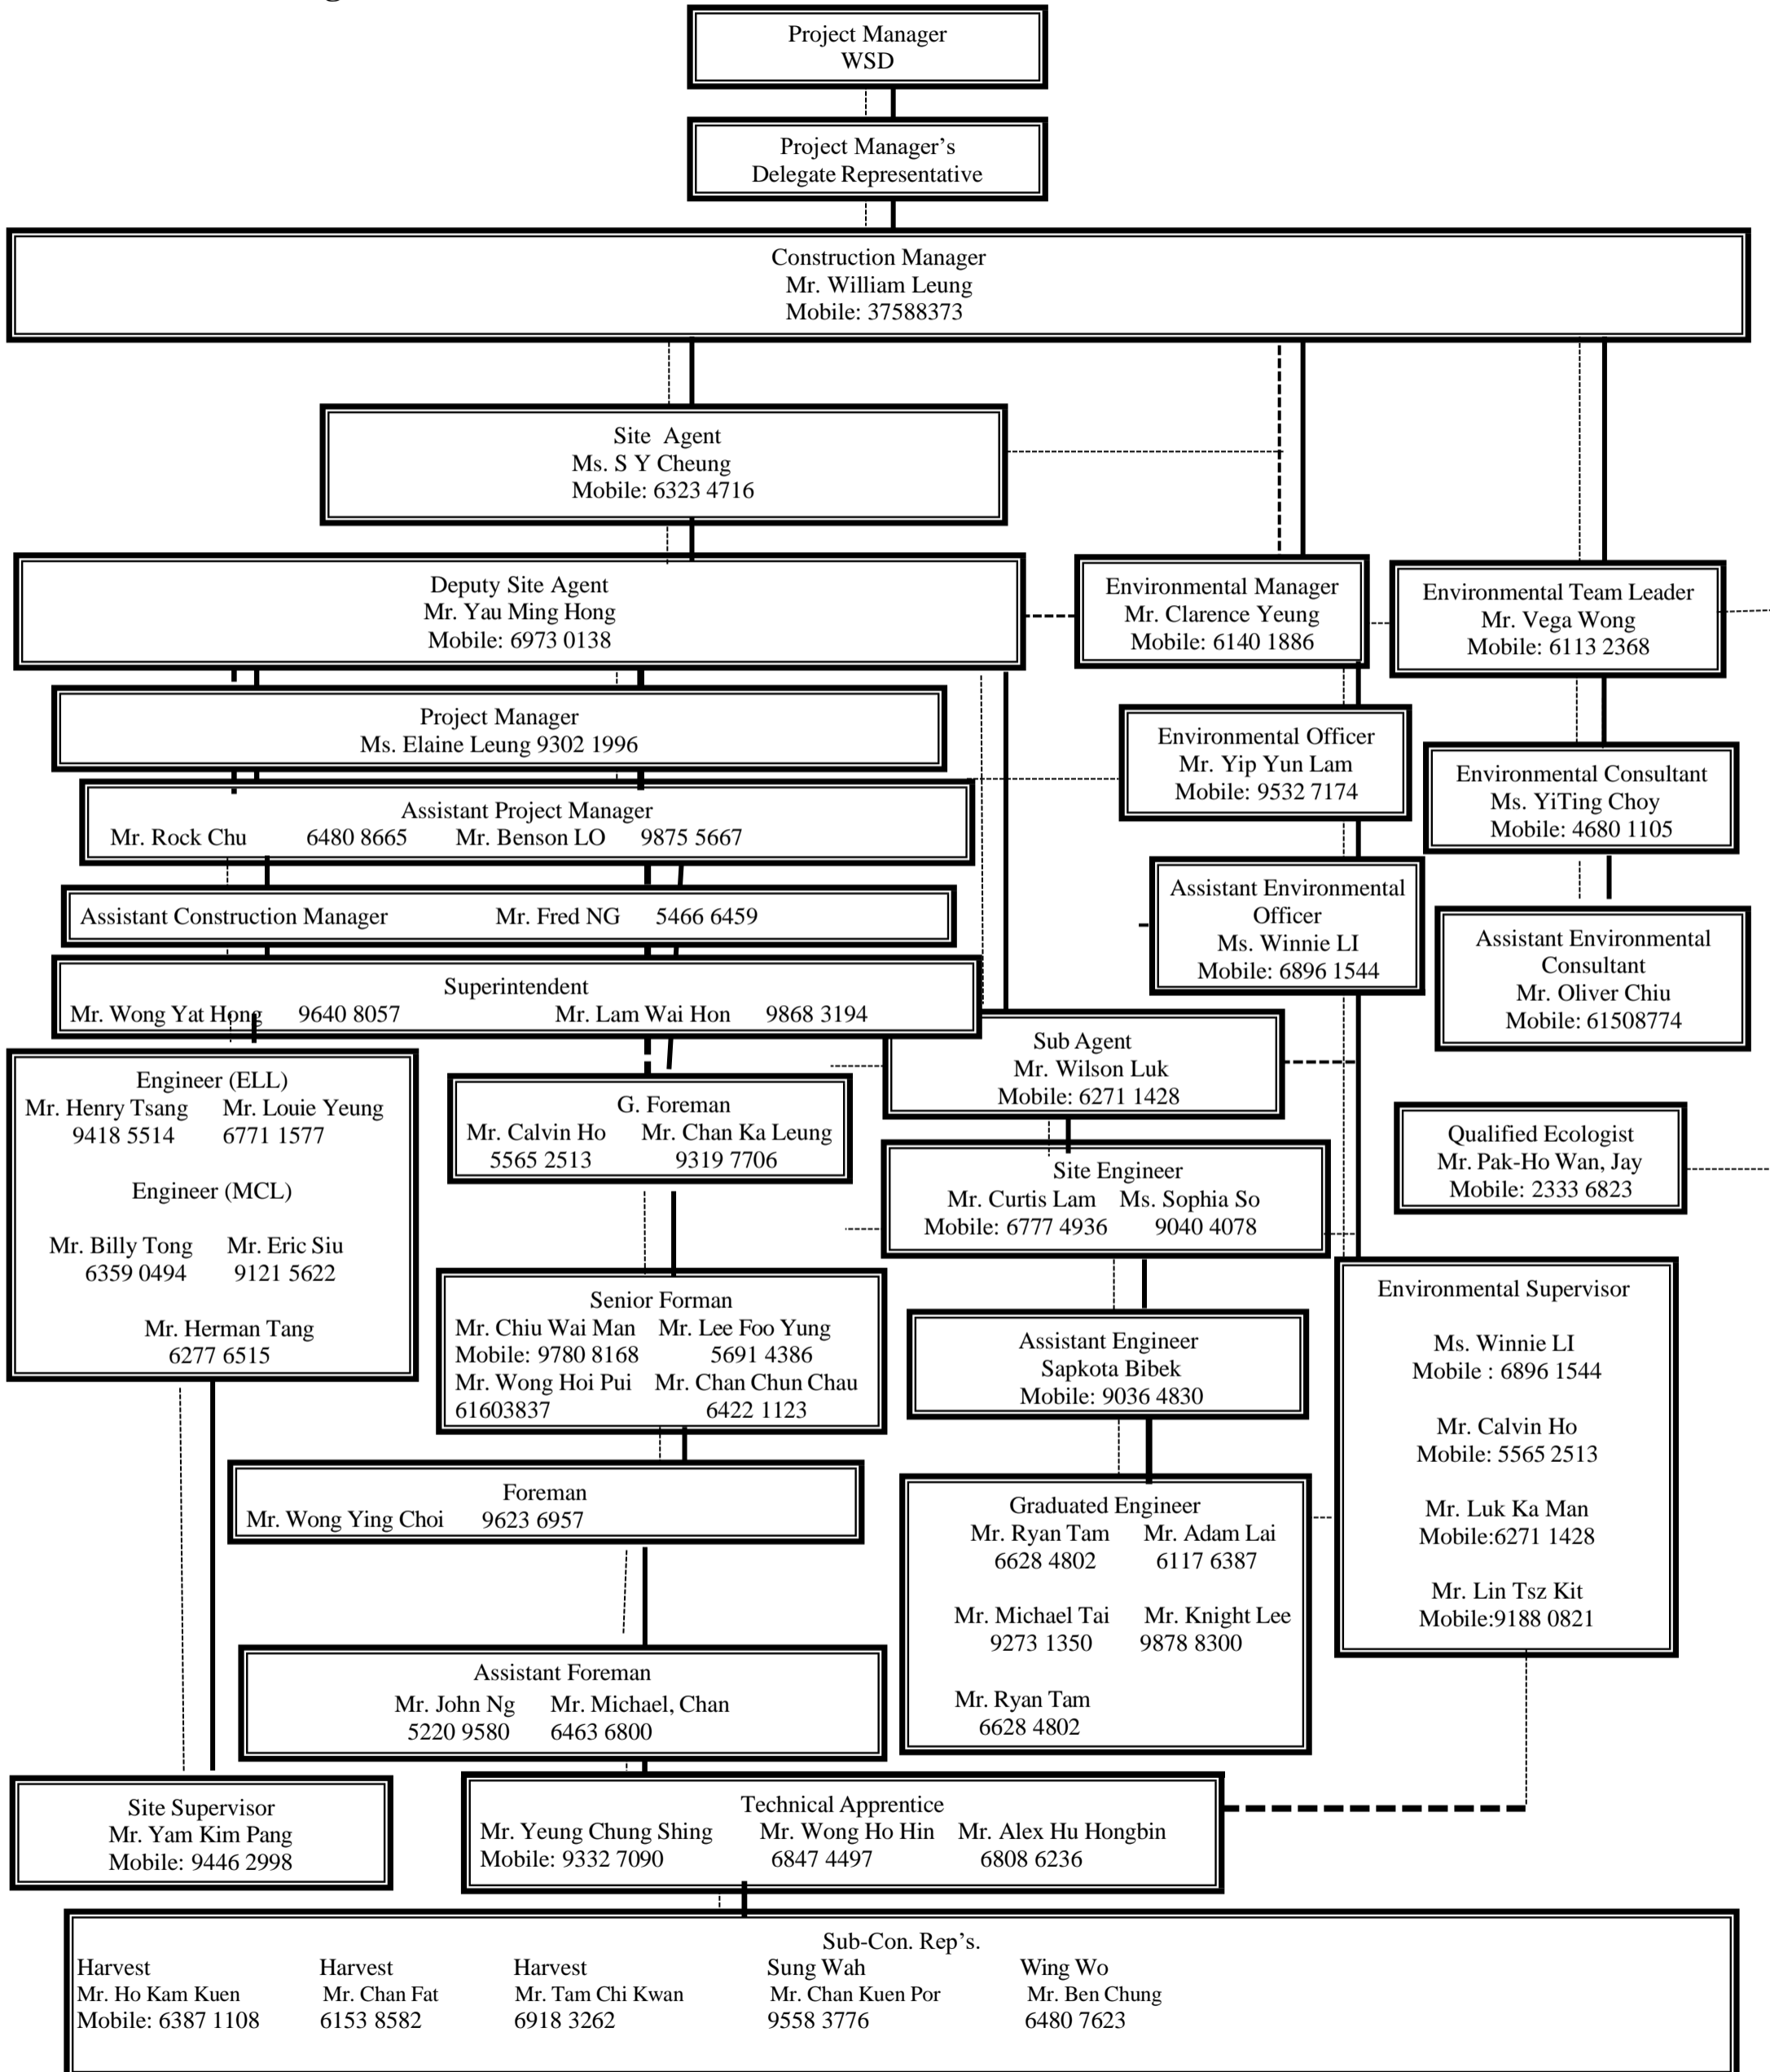 Project Manager
WSD
Project Manager’s
Delegate Representative
Construction Manager
Mr. William Leung
Mobile: 37588373
Site Agent
Ms. S Y Cheung
Mobile: 6323 4716
Deputy Site Agent
Mr. Yau Ming Hong
Mobile: 6973 0138
Environmental Manager
Mr. Clarence Yeung
Mobile: 6140 1886
Environmental Team Leader
Mr. Vega Wong
Mobile: 6113 2368
Project Manager
Ms. Elaine Leung 9302 1996
Environmental Officer
Mr. Yip Yun Lam
Mobile: 9532 7174
Environmental Consultant
Ms. YiTing Choy
Mobile: 4680 1105
Assistant Project Manager
Mr. Rock Chu 6480 8665 Mr. Benson LO 9875 5667
Assistant Construction Manager Mr. Fred NG 5466 6459
Assistant Environmental
Officer
Ms. Winnie LI
Mobile: 6896 1544
Assistant Environmental
Consultant
Mr. Oliver Chiu
Mobile: 61508774
Superintendent
Mr. Wong Yat Hong 9640 8057 Mr. Lam Wai Hon 9868 3194
Sub Agent
Mr. Wilson Luk
Mobile: 6271 1428
Engineer (ELL)
Mr. Henry Tsang Mr. Louie Yeung
9418 5514 6771 1577
Engineer (MCL)
Mr. Billy Tong Mr. Eric Siu
6359 0494 9121 5622
Mr. Herman Tang
6277 6515
G. Foreman
Mr. Calvin Ho Mr. Chan Ka Leung
5565 2513 9319 7706
Qualified Ecologist
Mr. Pak-Ho Wan, Jay
Mobile: 2333 6823
Site Engineer
Mr. Curtis Lam Ms. Sophia So
Mobile: 6777 4936 9040 4078
Senior Forman
Mr. Chiu Wai Man Mr. Lee Foo Yung
Mobile: 9780 8168 5691 4386
Mr. Wong Hoi Pui Mr. Chan Chun Chau
61603837 6422 1123
Assistant Engineer
Sapkota Bibek
Mobile: 9036 4830
Environmental Supervisor
Ms. Winnie LI
Mobile : 6896 1544
Mr. Calvin Ho
Mobile: 5565 2513
Mr. Luk Ka Man
Mobile:6271 1428
Mr. Lin Tsz Kit
Mobile:9188 0821
Foreman
Mr. Wong Ying Choi 9623 6957
Graduated Engineer
Mr. Ryan Tam Mr. Adam Lai
6628 4802 6117 6387
Mr. Michael Tai Mr. Knight Lee
9273 1350 9878 8300
Mr. Ryan Tam
6628 4802
Assistant Foreman
Mr. John Ng Mr. Michael, Chan
5220 9580 6463 6800
Site Supervisor
Mr. Yam Kim Pang
Mobile: 9446 2998
Technical Apprentice
Mr. Yeung Chung Shing Mr. Wong Ho Hin Mr. Alex Hu Hongbin
Mobile: 9332 7090 6847 4497 6808 6236
Sub-Con. Rep’s.
Harvest Harvest Harvest Sung Wah Wing Wo
Mr. Ho Kam Kuen Mr. Chan Fat Mr. Tam Chi Kwan Mr. Chan Kuen Por Mr. Ben Chung
Mobile: 6387 1108 6153 8582 6918 3262 9558 3776 6480 7623